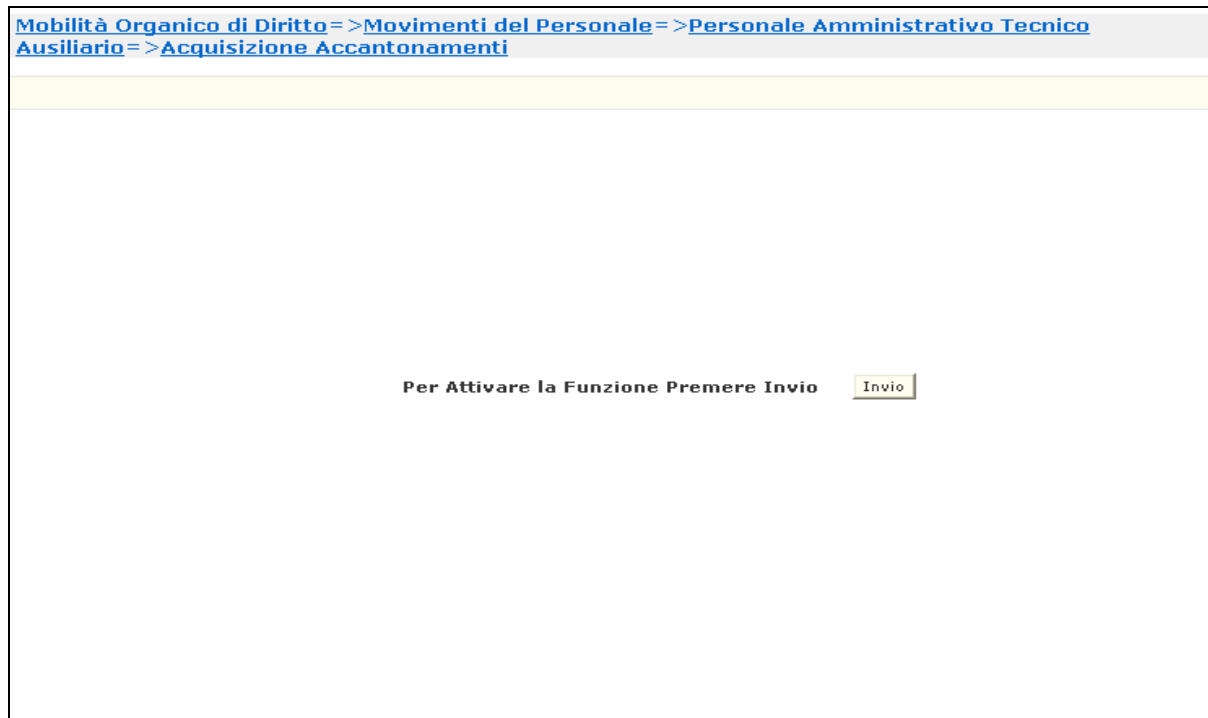 Mobilità Organico di Diritto=>Movimenti del Personale=>Personale Amministrativo Tecnico
Ausiliario=>Acquisizione Accantonamenti
Per Attivare la Funzione Premere Invio Invio